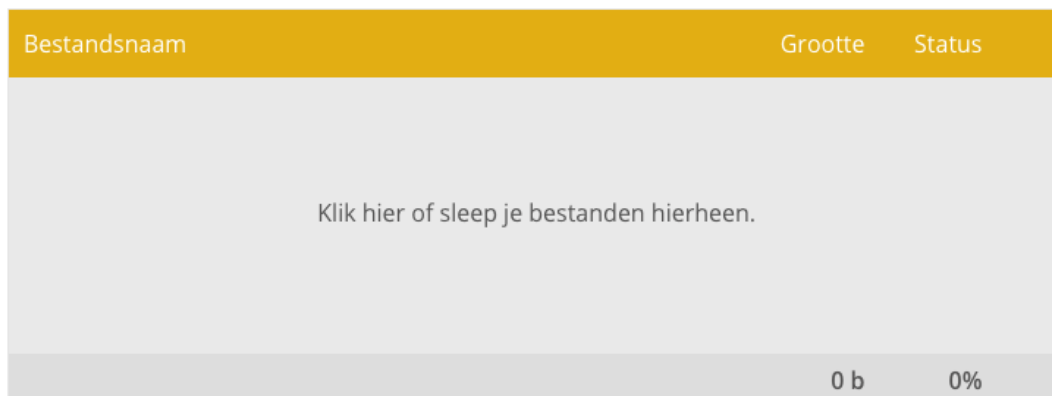 Bestandsnaam Grootte Status
Klik hier of sleep je bestanden hierheen.
0 b 0%